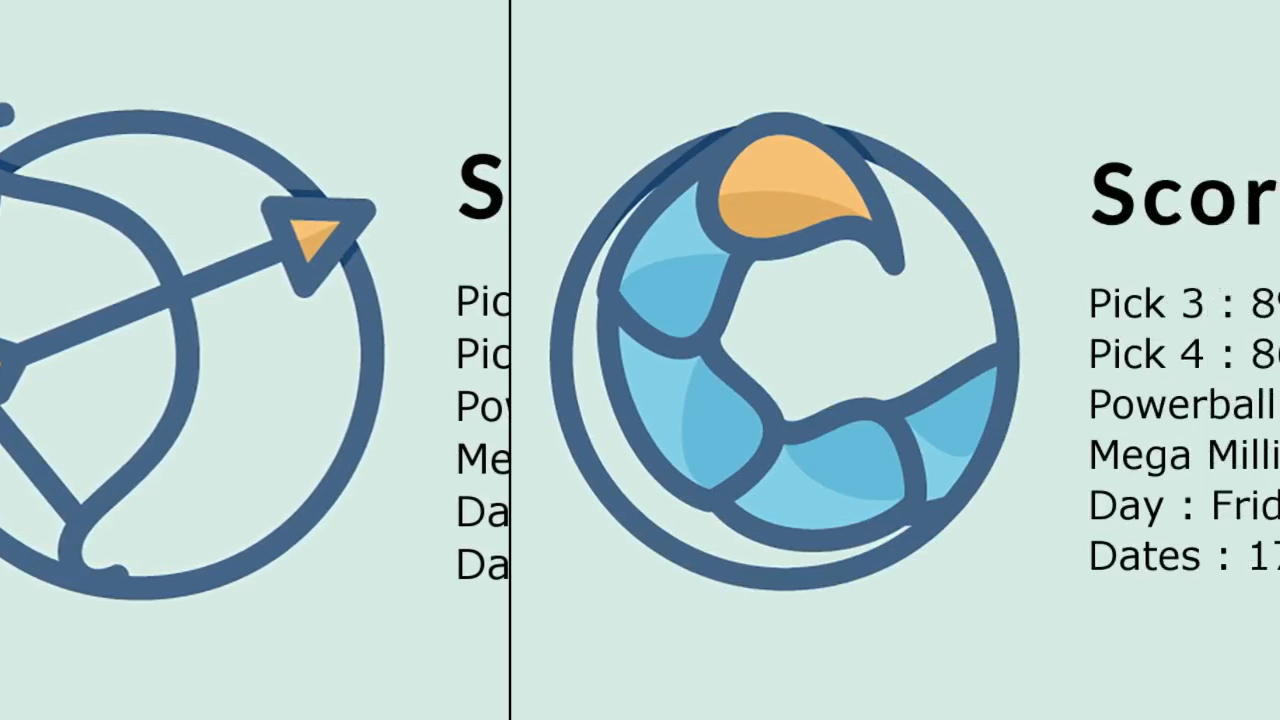 S
Pic
Pic
Po
Me
Da
Da
Scor
Pick 3 : 8
Pick 4 : 8
Powerball
Mega Milli
Day : Frid
Dates : 17